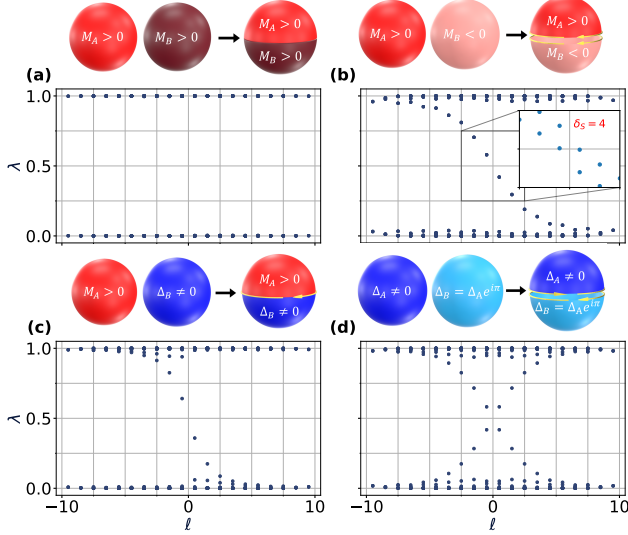 M_A > 0 M_B > 0 M_A > 0
M_B > 0
M_A > 0 M_B < 0 M_A > 0
M_B < 0
(a) (b)
1.0
0.5
0.0
λ
δ_S = 4
M_A > 0 Δ_B ≠ 0 M_A > 0
Δ_B ≠ 0
Δ_A ≠ 0 Δ_B = Δ_A e^{iπ} Δ_A ≠ 0
Δ_B = Δ_A e^{iπ}
(c) (d)
1.0
0.5
0.0
λ
−10 0 10
ℓ
−10 0 10
ℓ